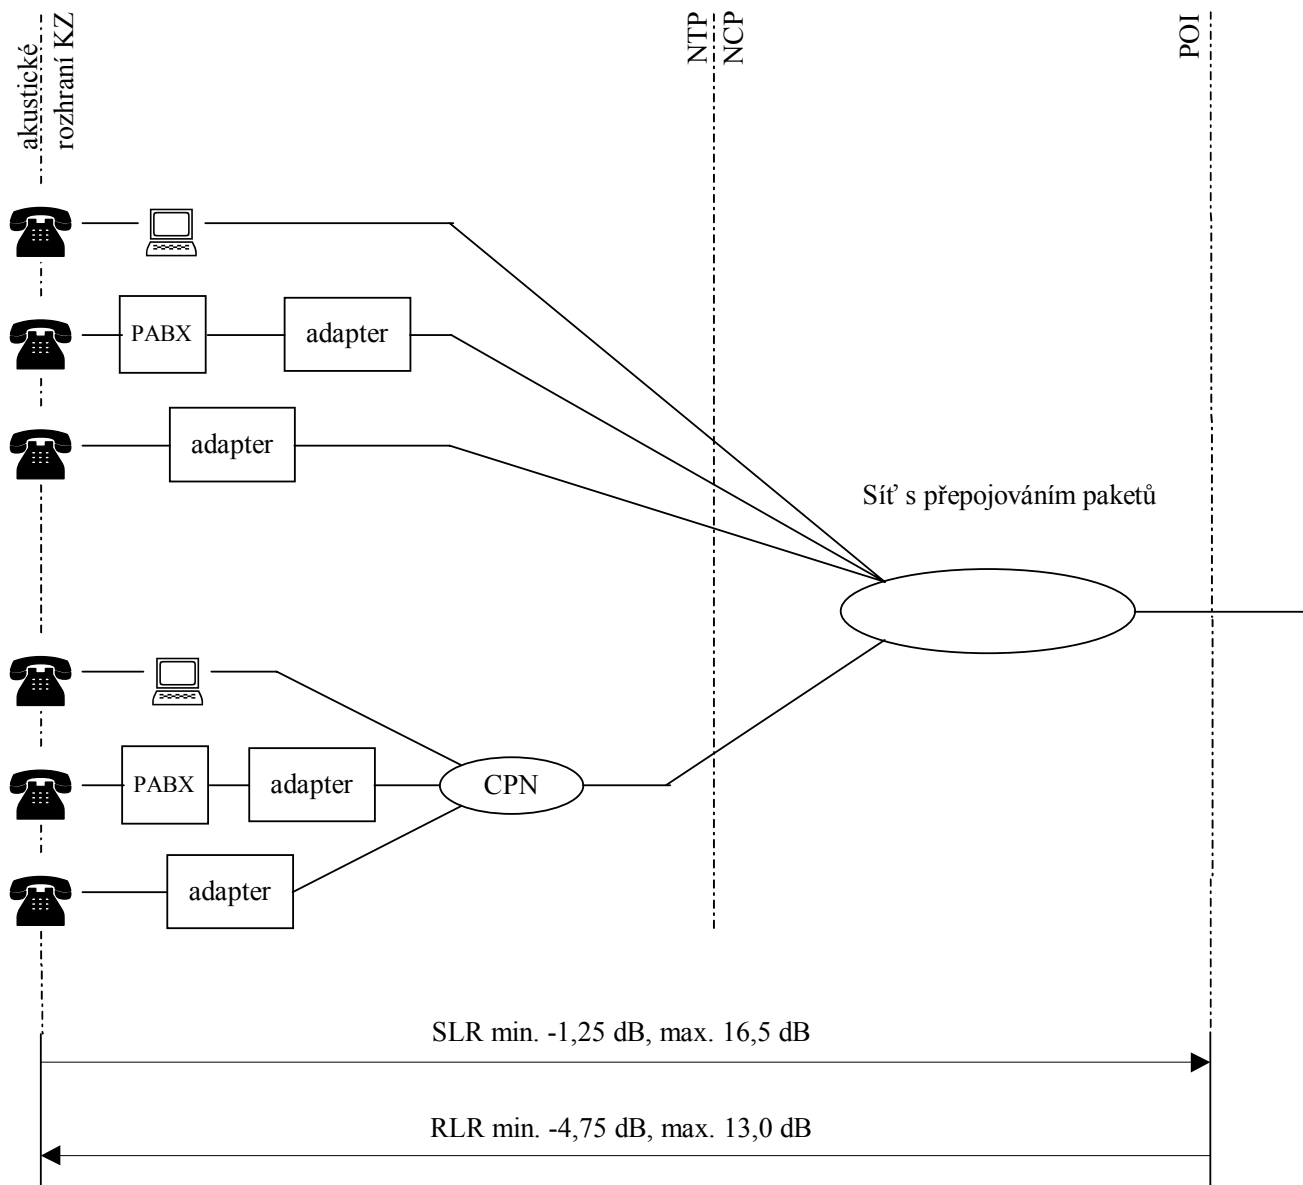 akustické
rozhraní KZ
NTP
NCP
POI
PABX
adapter
adapter
Síť s přepojováním paketů
PABX
adapter
CPN
adapter
SLR min. -1,25 dB, max. 16,5 dB
RLR min. -4,75 dB, max. 13,0 dB